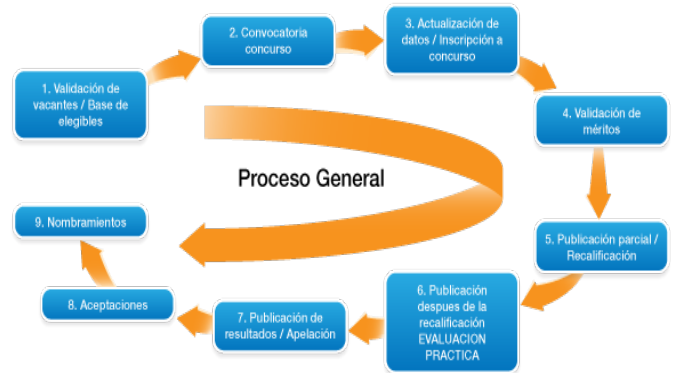 1. Validación de
vacantes / Base de
elegibles
2. Convocatoria
concurso
3. Actualización de
datos / Inscripción a
concurso
4. Validación de
méritos
Proceso General
5. Publicación parcial /
Recalificación
6. Publicación
despues de la
recalificación
EVALUACION
PRACTICA
7. Publicación de
resultados / Apelación
8. Aceptaciones
9. Nombramientos